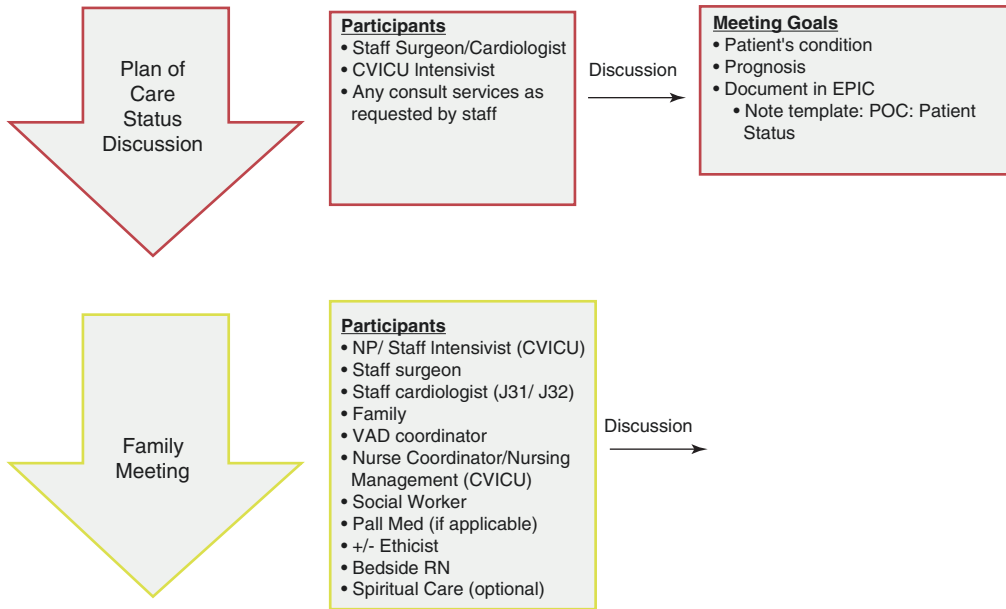 Plan of
Care
Status
Discussion
Participants
• Staff Surgeon/Cardiologist
• CVICU Intensivist
• Any consult services as
requested by staff
Discussion
Meeting Goals
• Patient's condition
• Prognosis
• Document in EPIC
• Note template: POC: Patient
Status
Family
Meeting
Participants
• NP/ Staff Intensivist (CVICU)
• Staff surgeon
• Staff cardiologist (J31/ J32)
• Family
• VAD coordinator
• Nurse Coordinator/Nursing
Management (CVICU)
• Social Worker
• Pall Med (if applicable)
• +/- Ethicist
• Bedside RN
• Spiritual Care (optional)
Discussion